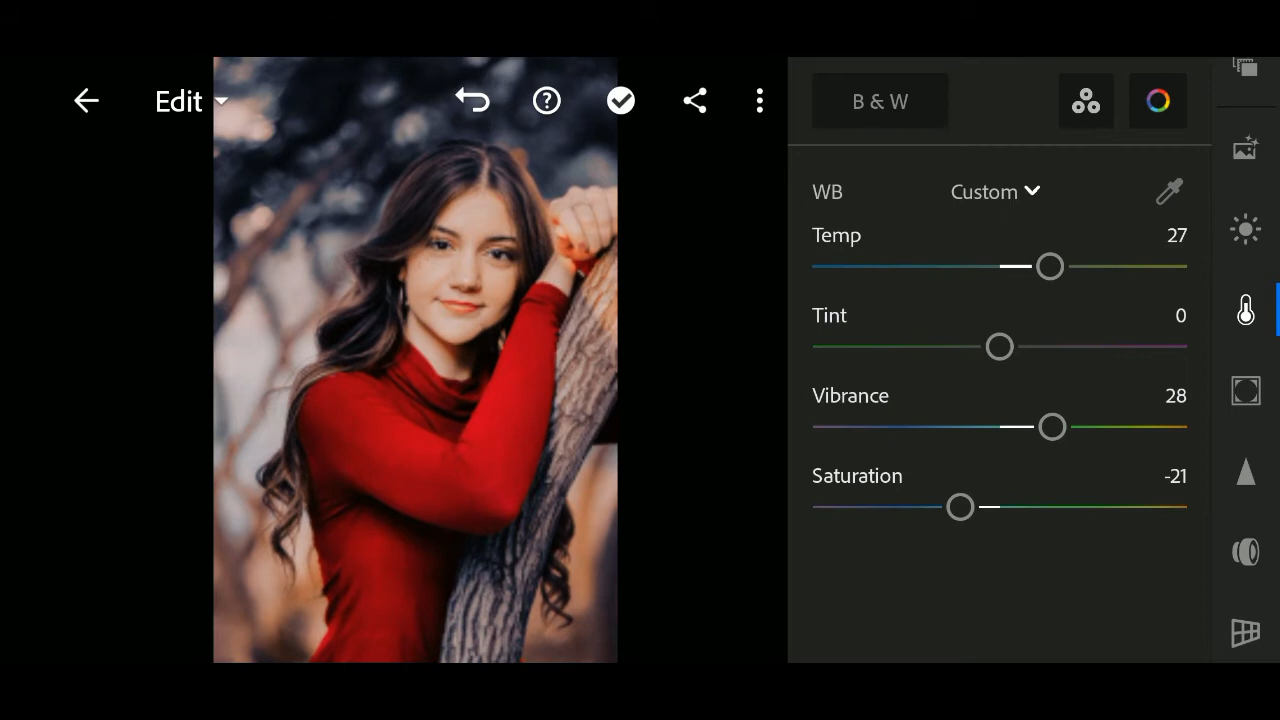 Edit
B & W
WB Custom
Temp 27
Tint 0
Vibrance 28
Saturation -21